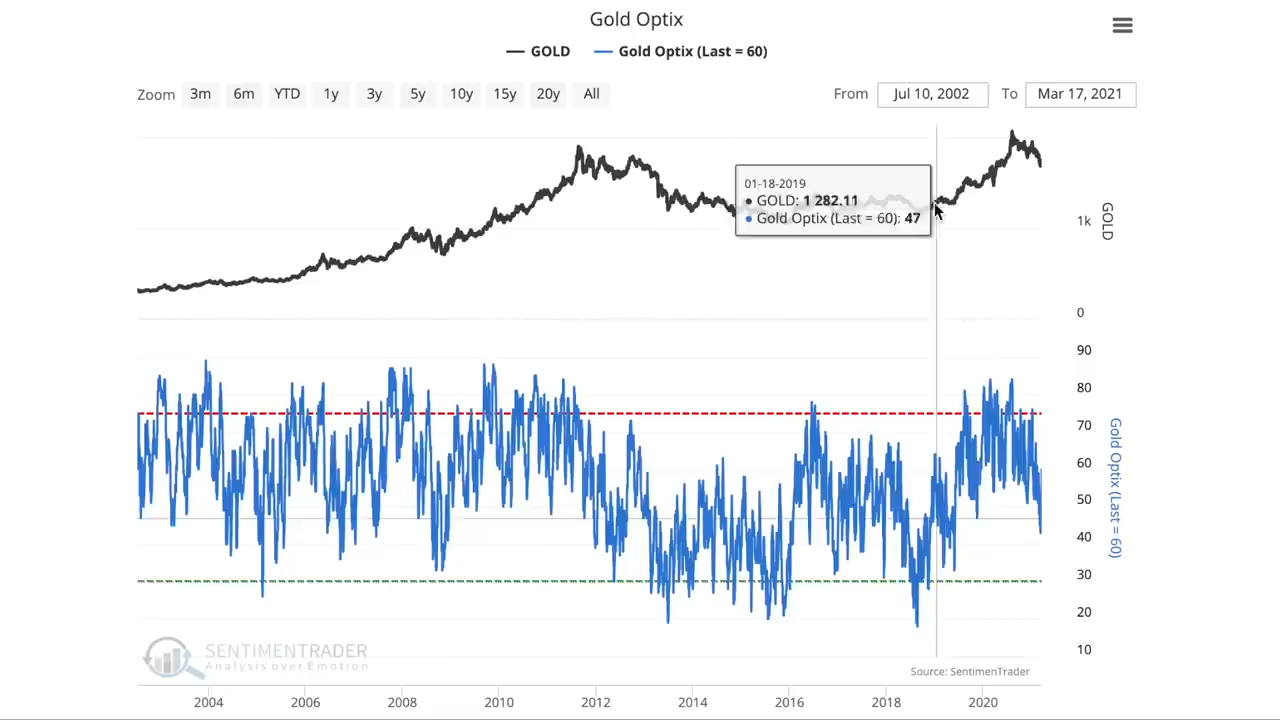 Gold Optix
GOLD
Gold Optix (Last = 60)
Zoom 3m 6m YTD 1y 3y 5y 10y 15y 20y All
From Jul 10, 2002 To Mar 17, 2021
01-18-2019
GOLD: 1 282.11
Gold Optix (Last = 60): 47
1k
0
GOLD
90
80
70
60
50
40
30
20
10
Gold Optix (Last = 60)
SENTIMENTRADER
Analysis over Emotion
Source: SentimenTrader
2004 2006 2008 2010 2012 2014 2016 2018 2020